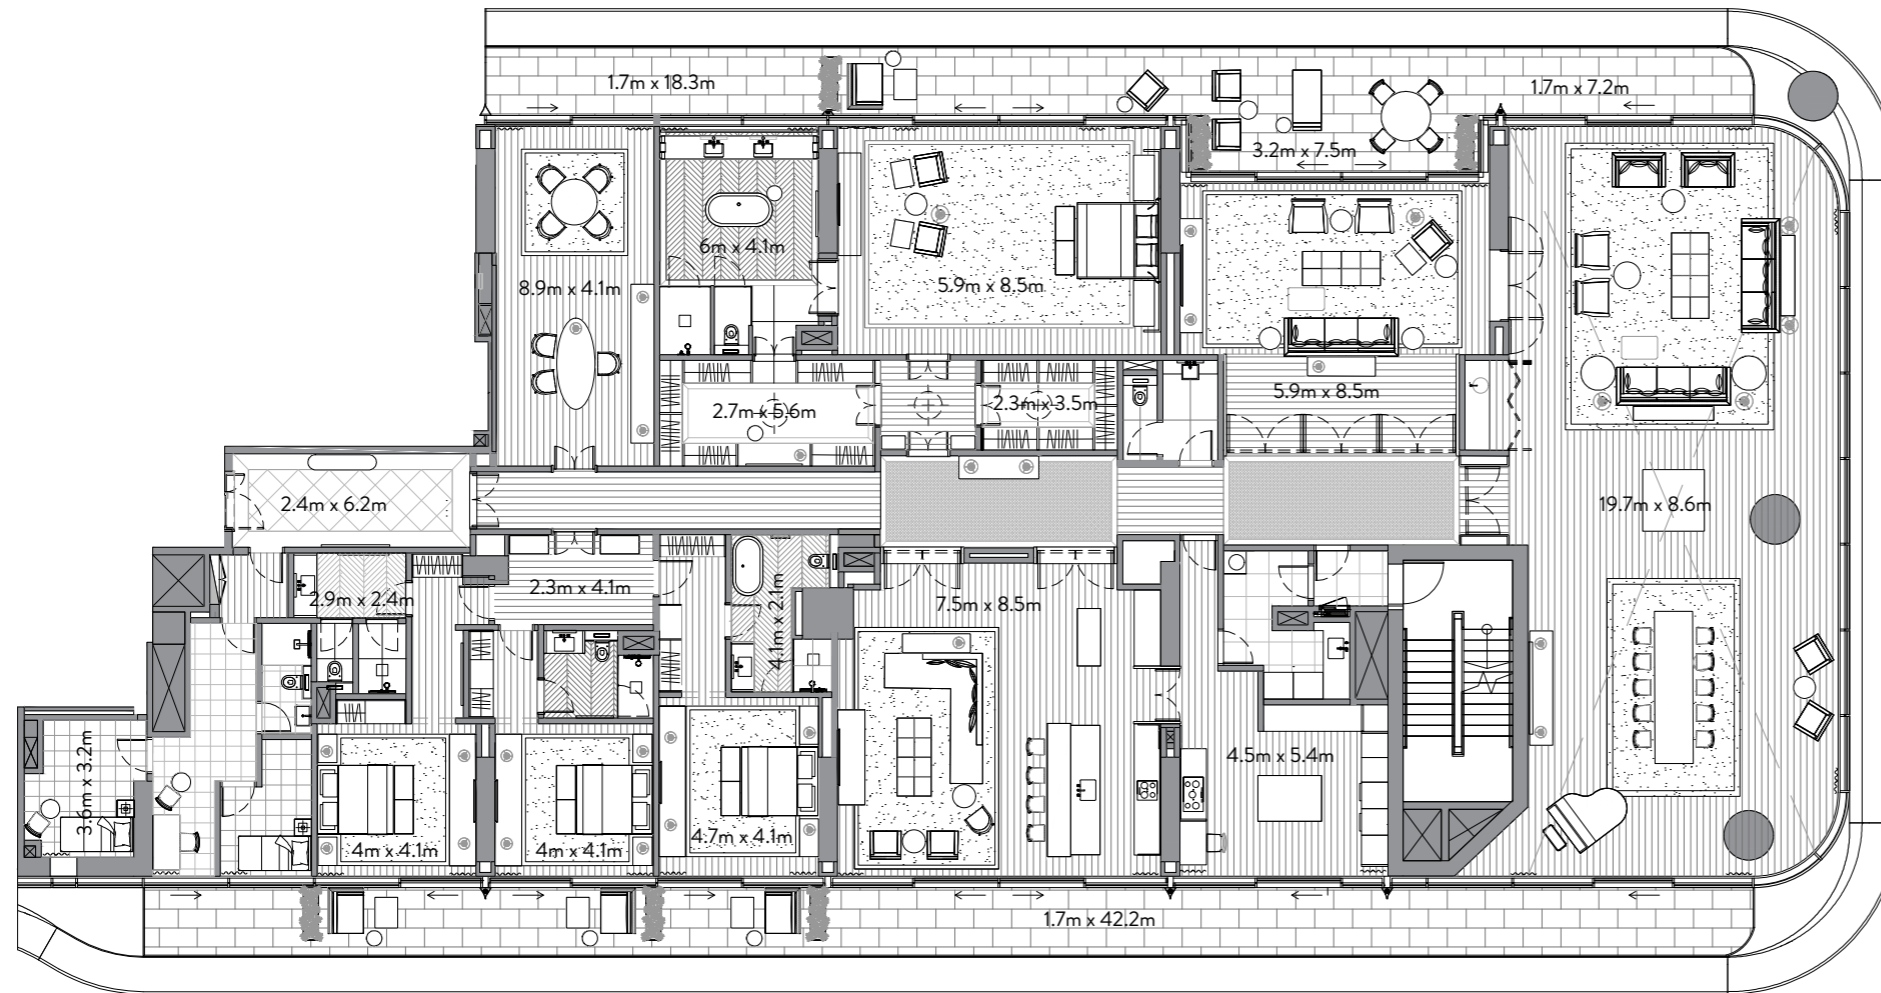 1.7m x 18.3m
1.7m x 7.2m
3.2m x 7.5m
6m x 4.1m
8.9m x 4.1m
5.9m x 8.5m
5.9m x 8.5m
2.7m x 5.6m
2.3m x 3.5m
2.4m x 6.2m
19.7m x 8.6m
2.9m x 2.4m
2.3m x 4.1m
4.1m x 2.1m
7.5m x 8.5m
3.6m x 3.2m
4.5m x 5.4m
4m x 4.1m
4m x 4.1m
4.7m x 4.1m
1.7m x 42.2m